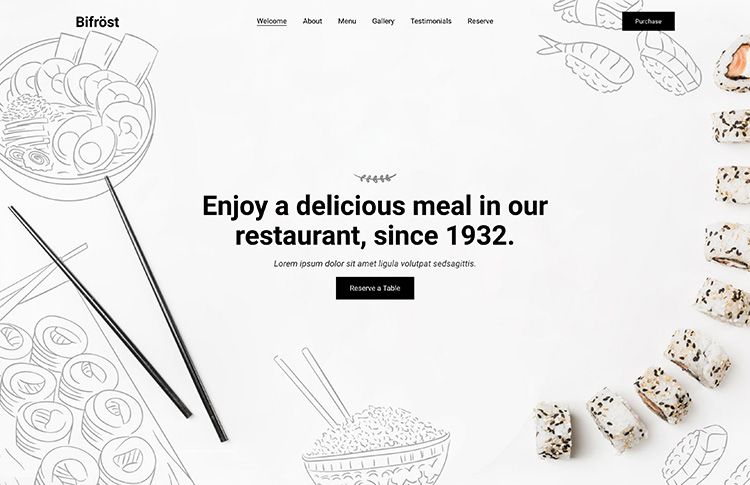 Bifröst
Welcome
About
Menu
Gallery
Testimonials
Reserve
Purchase
Enjoy a delicious meal in our
restaurant, since 1932.
Lorem ipsum dolor sit amet ligula volutpat sedsagittis.
Reserve a Table